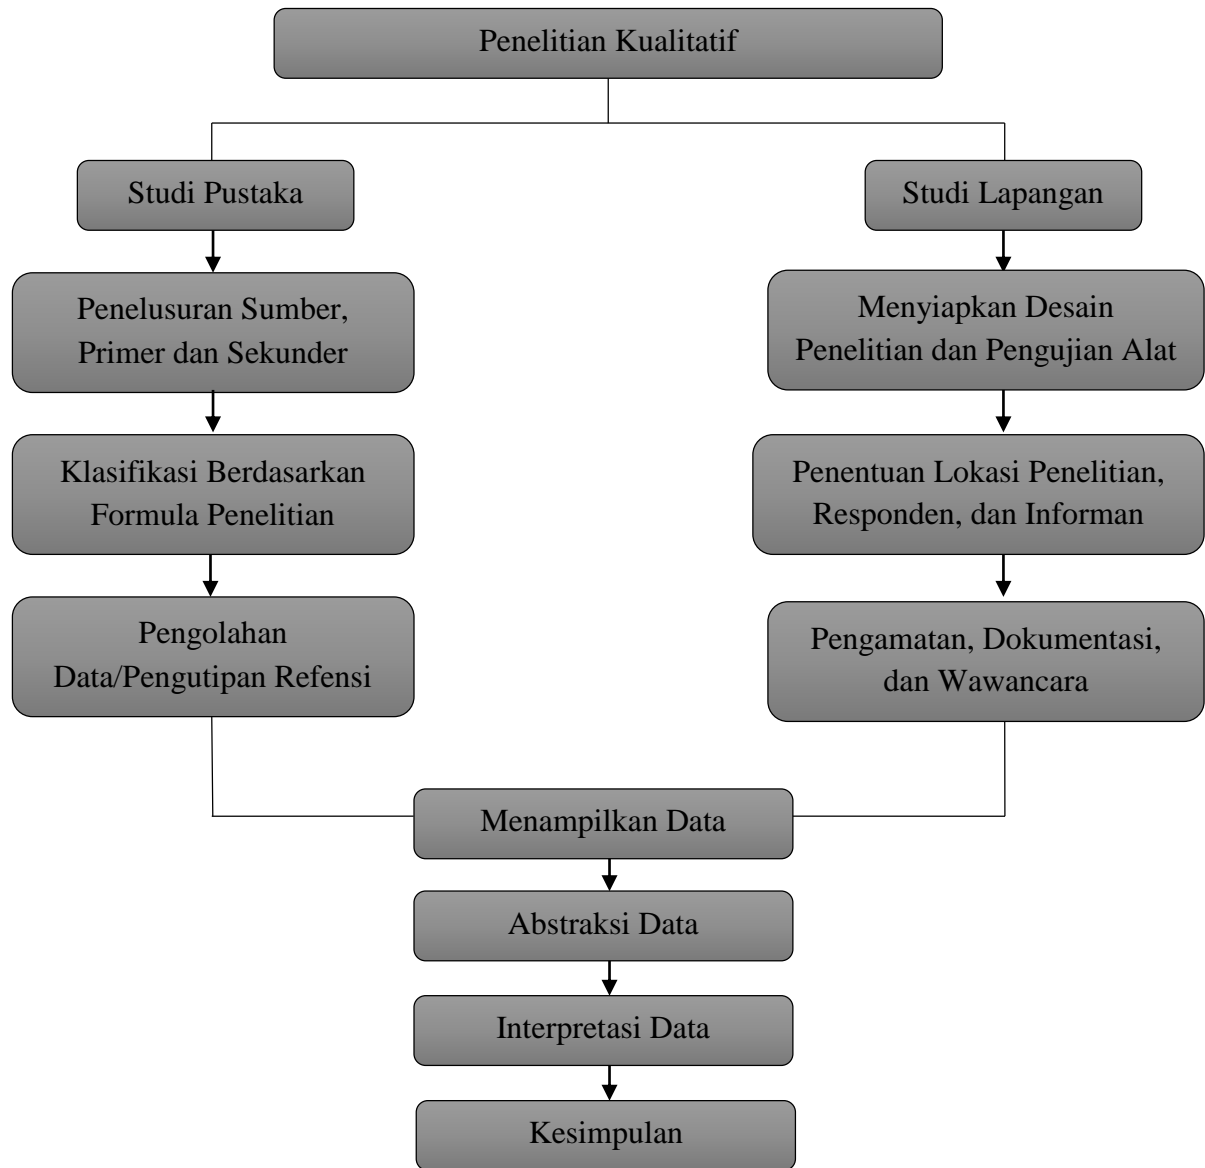 Penelitian Kualitatif
Studi Pustaka
Studi Lapangan
Penelusuran Sumber,
Primer dan Sekunder
Menyiapkan Desain
Penelitian dan Pengujian Alat
Klasifikasi Berdasarkan
Formula Penelitian
Penentuan Lokasi Penelitian,
Responden, dan Informan
Pengolahan
Data/Pengutipan Refensi
Pengamatan, Dokumentasi,
dan Wawancara
Menampilkan Data
Abstraksi Data
Interpretasi Data
Kesimpulan